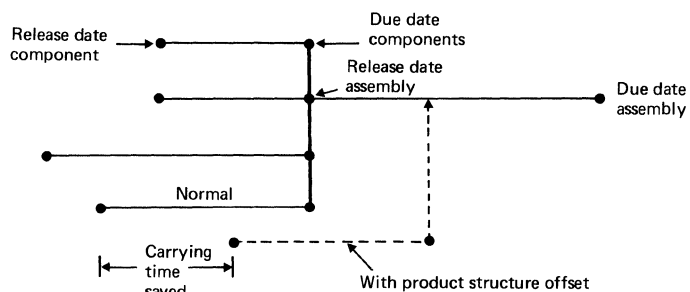 Release date
component
Due date
components
Release date
assembly
Due date
assembly
Normal
Carrying
time
saved
With product structure offset